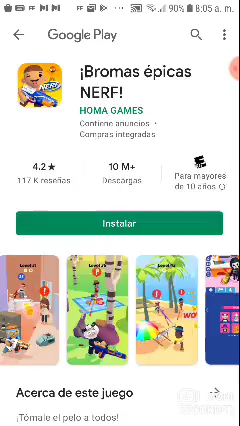 90% 8:05 a. m.
Google Play
¡Bromas épicas
NERF!
HOMA GAMES
Contiene anuncios •
Compras integradas
4.2★
117 K reseñas
10 M+
Descargas
Para mayores
de 10 años
Instalar
Acerca de este juego
¡Tómale el pelo a todos!